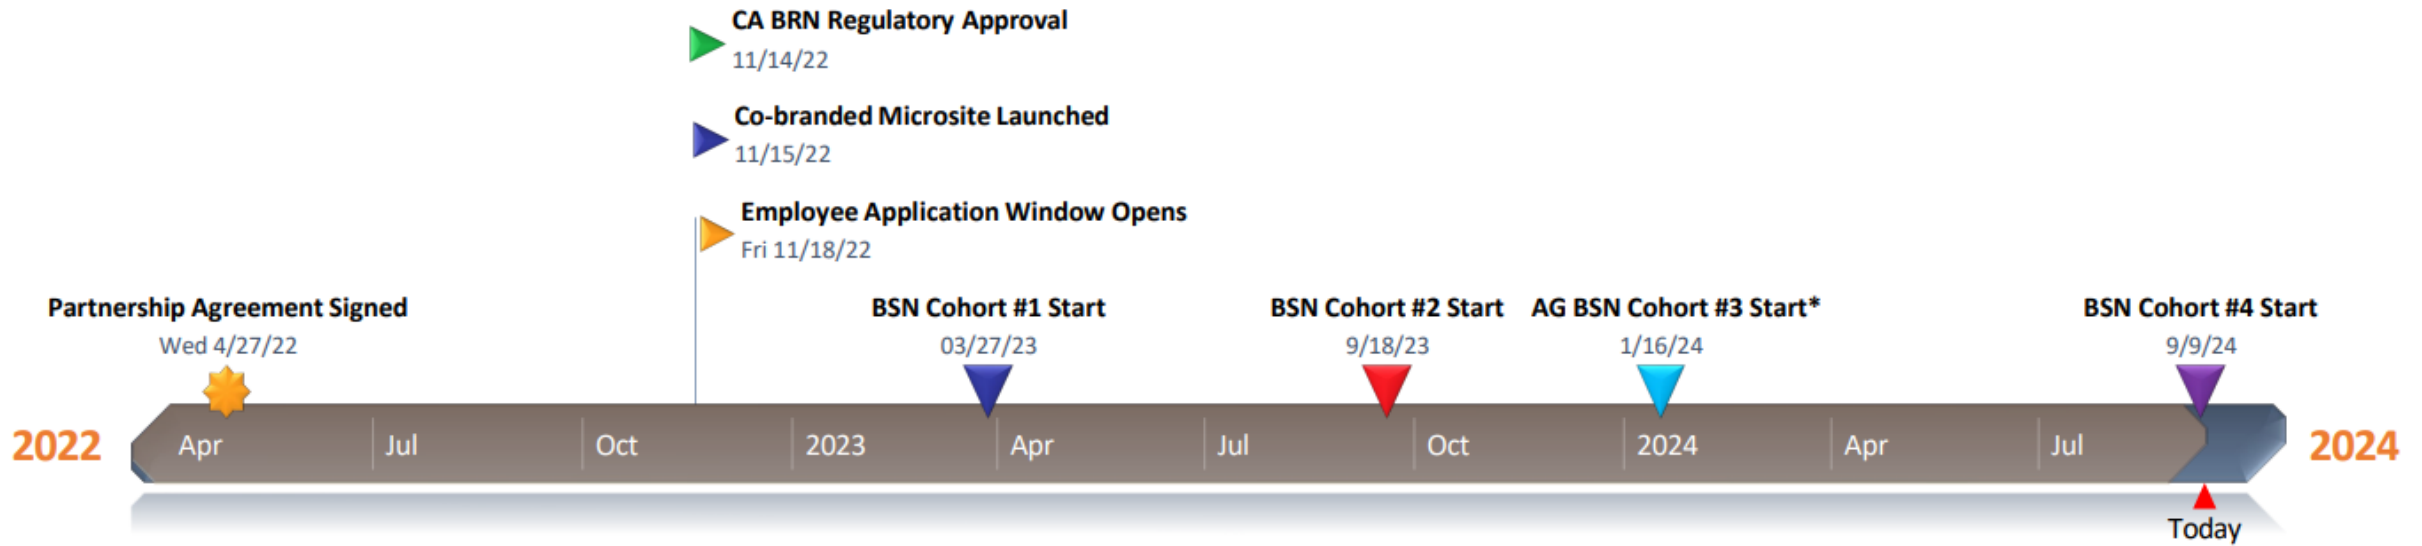 CA BRN Regulatory Approval
11/14/22
Co-branded Microsite Launched
11/15/22
Employee Application Window Opens
Fri 11/18/22
Partnership Agreement Signed
Wed 4/27/22
BSN Cohort #1 Start
03/27/23
BSN Cohort #2 Start
9/18/23
AG BSN Cohort #3 Start*
1/16/24
BSN Cohort #4 Start
9/9/24
2022 Apr Jul Oct 2023 Apr Jul Oct 2024 Apr Jul 2024
Today